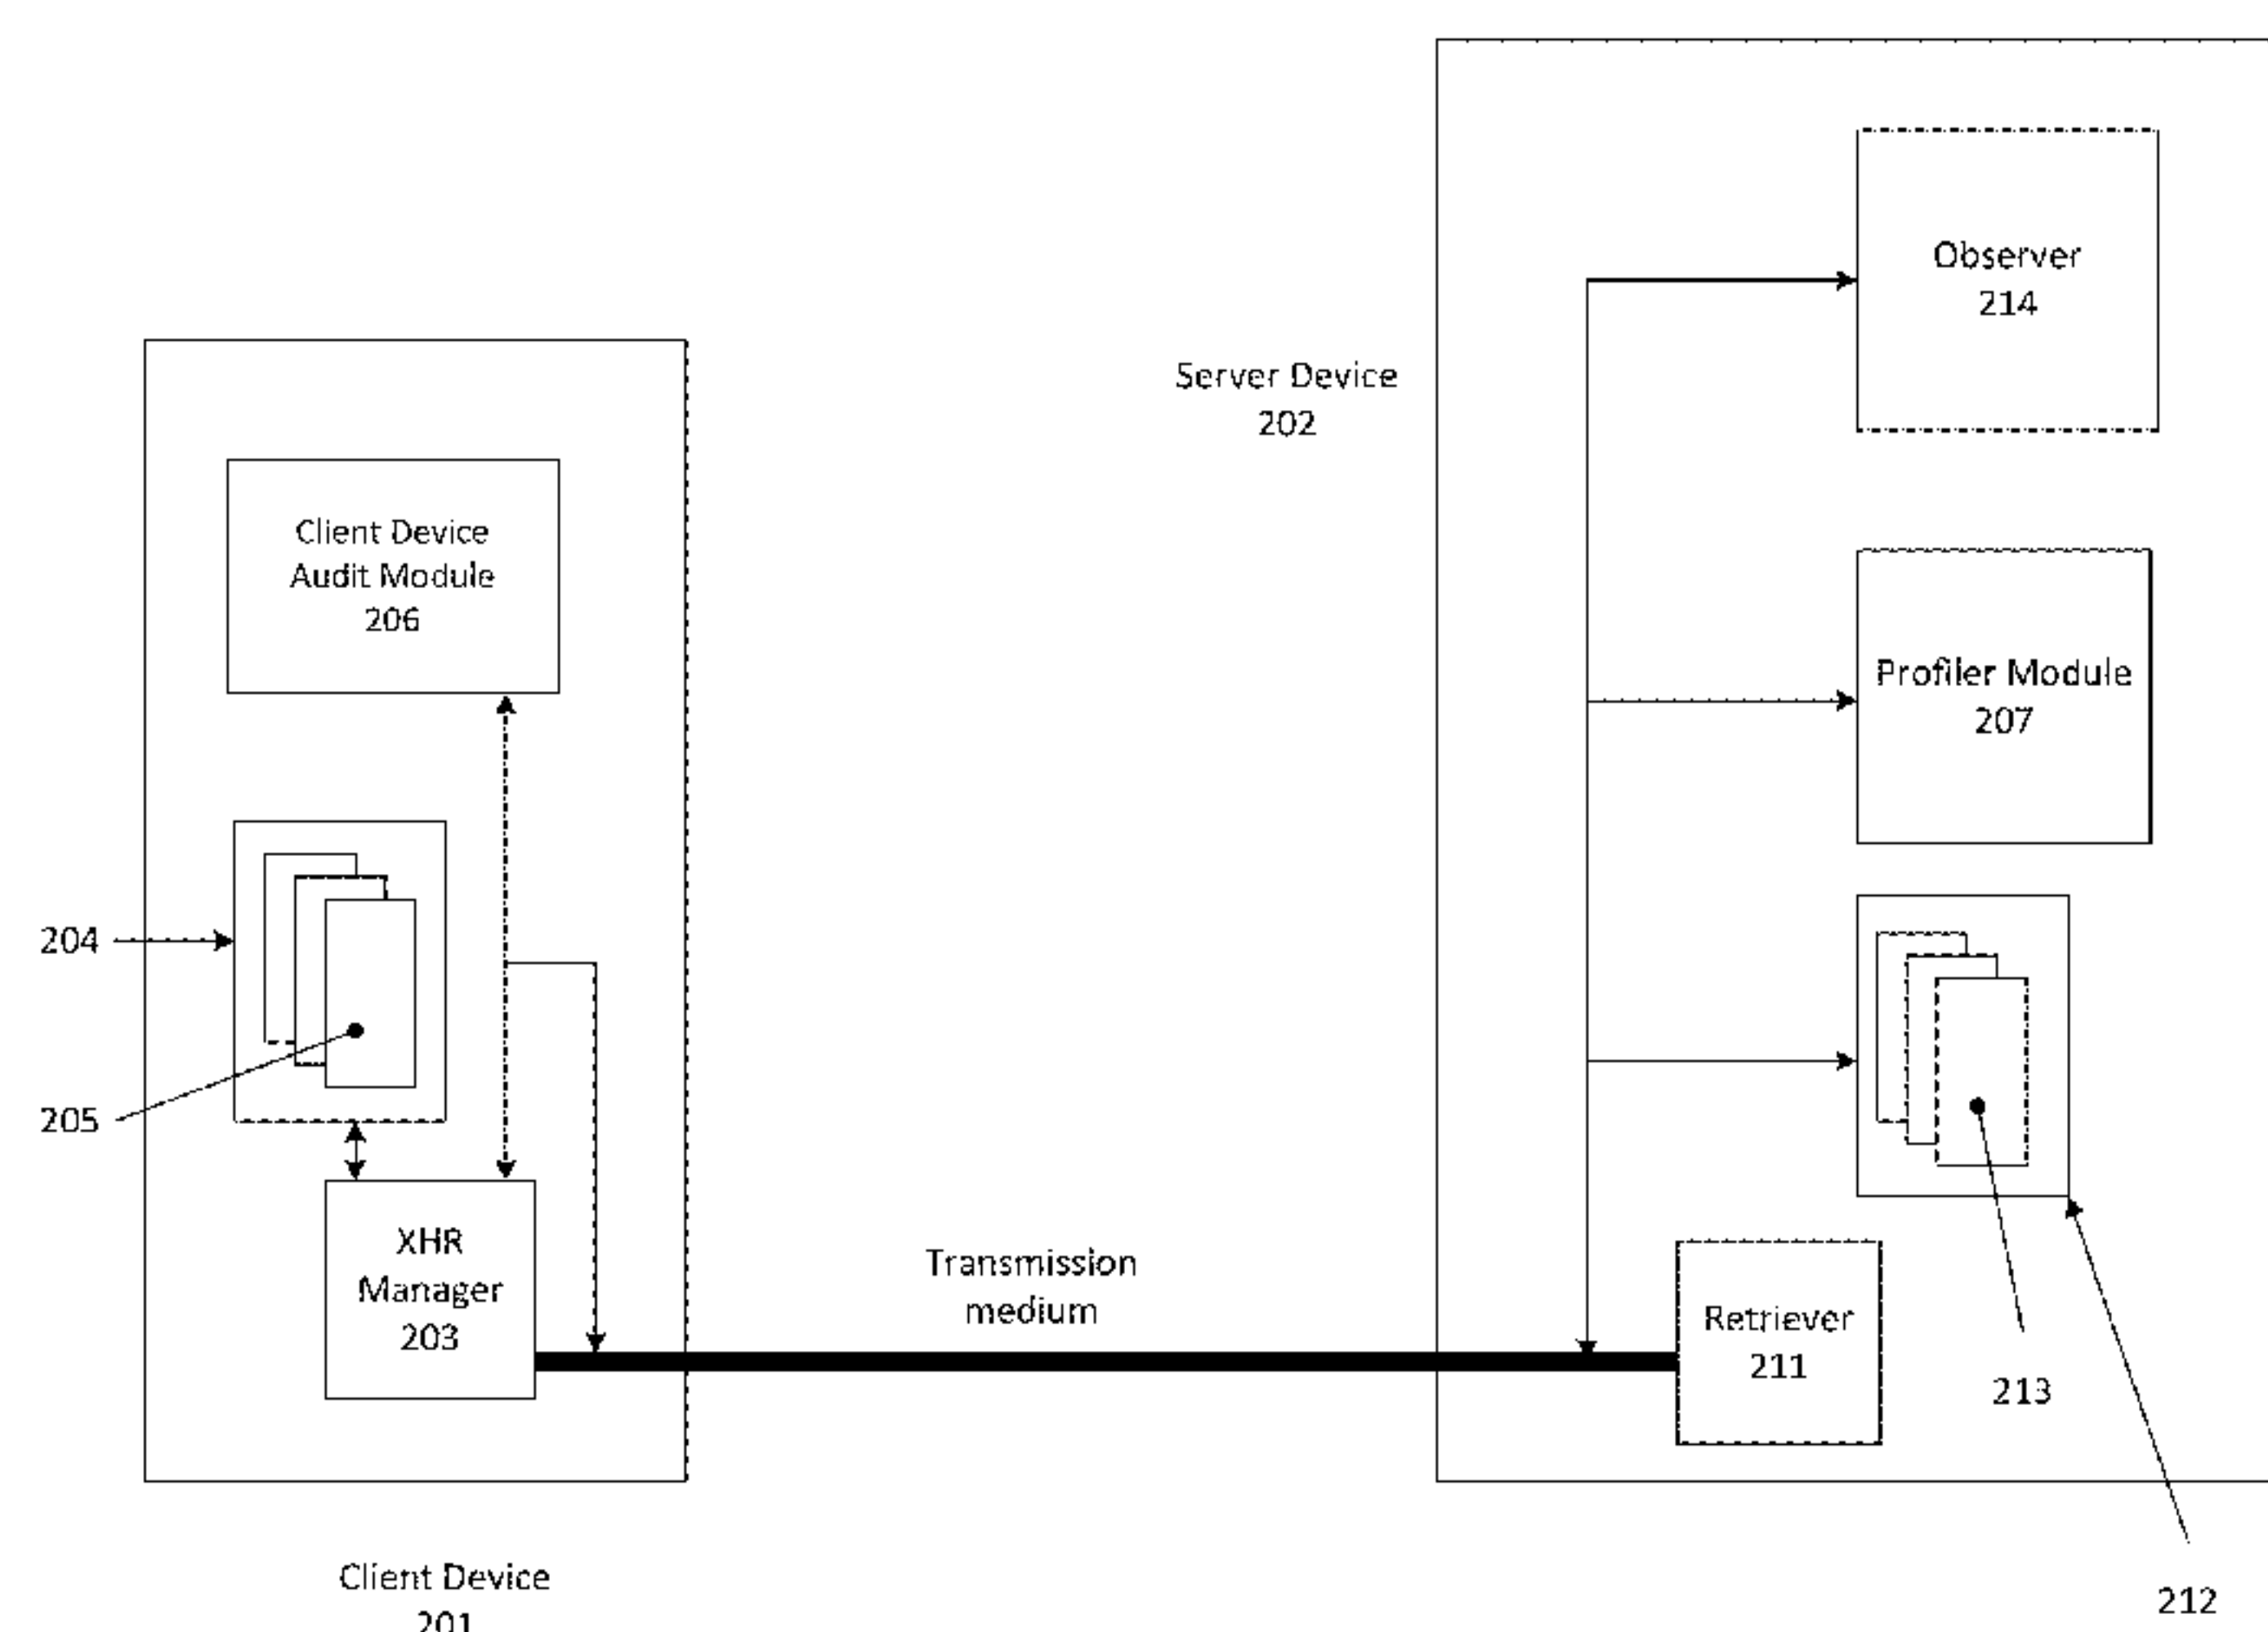 Observer
214
Server Device
202
Client Device
Audit Module
206
Profiler Module
207
204
205
XHR
Manager
203
Transmission
medium
Retriever
211
213
Client Device
201
212